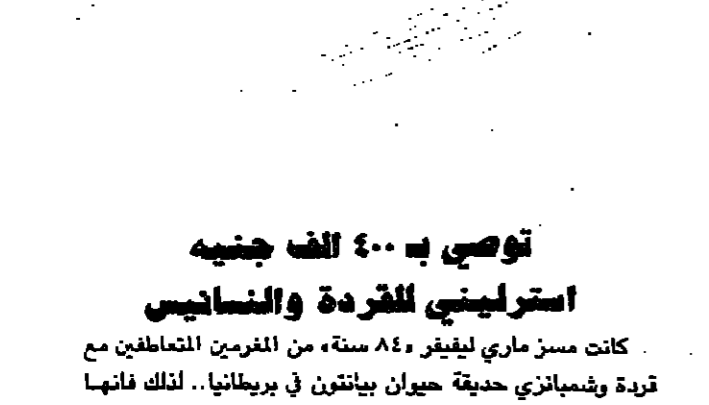 توصي بـ ٤٠٠ الف جنيه
استرليني للقردة والنسانيس
كانت مسز ماري ليفيفر «٨٤ سنة» من المغرمين المتعاطفين مع
قردة وشمبانزي حديقة حيوان بيانتون في بريطانيا.. لذلك فانهـا